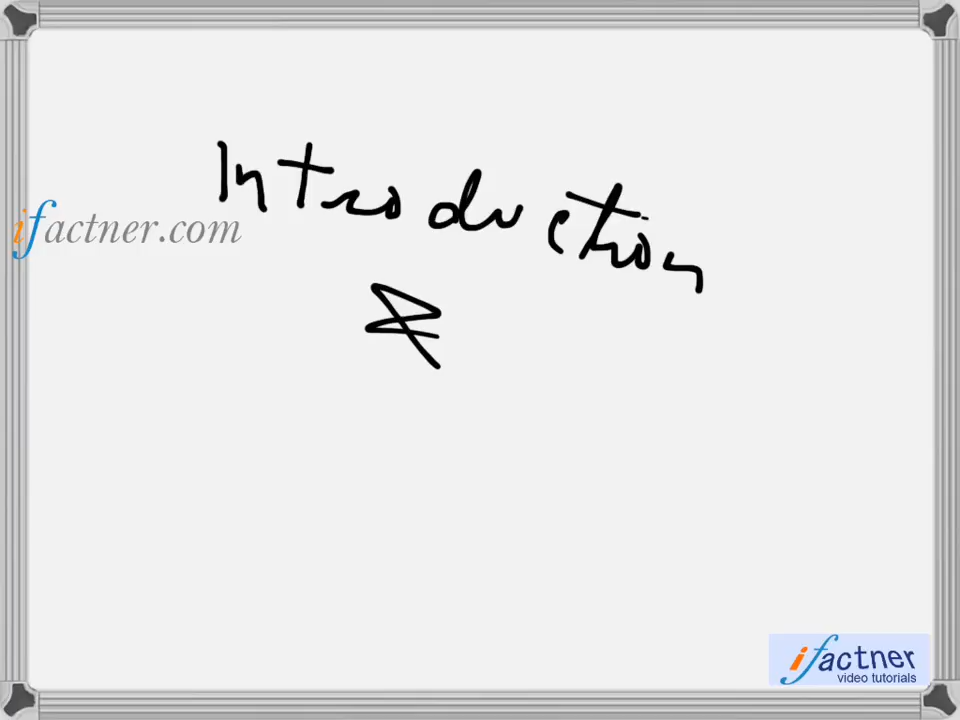 Introduction
ifactner.com
ifactner
video tutorials